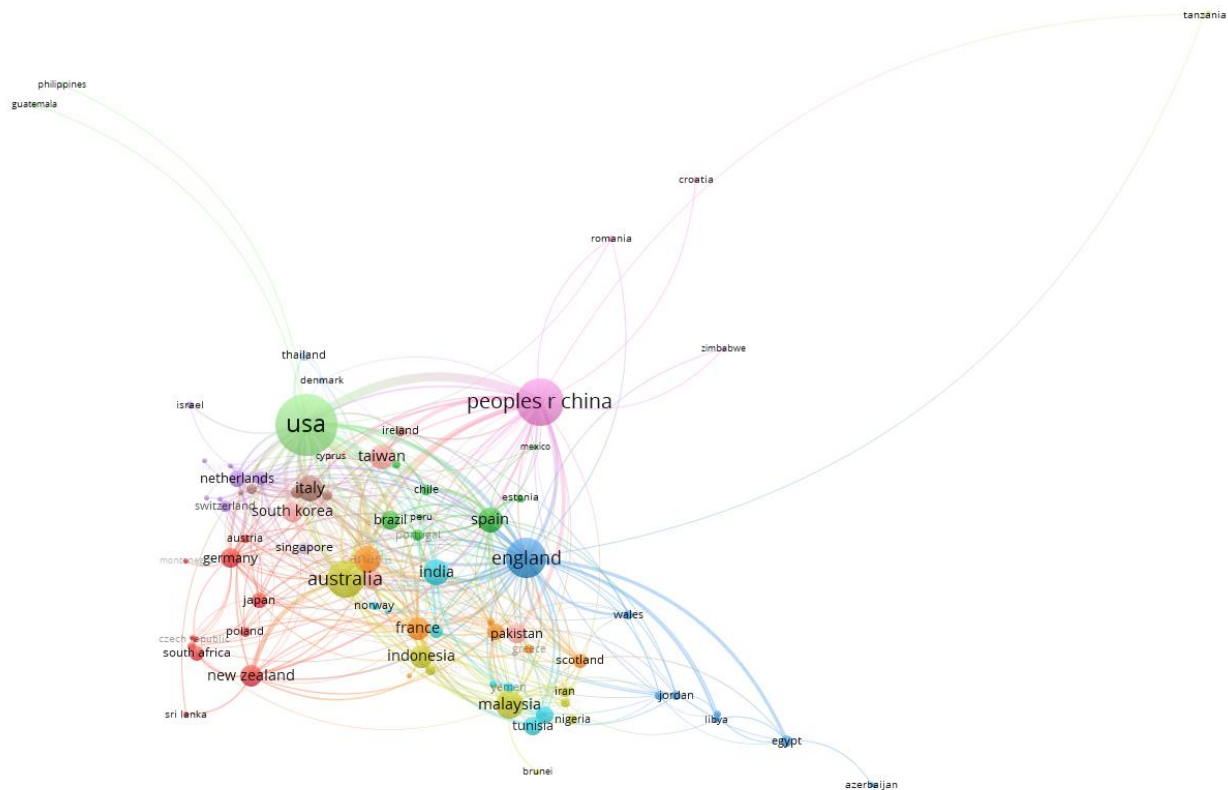 tanzania
philippines
guatemala
croatia
romania
zimbabwe
thailand
denmark
peoples r china
israel
usa
ireland
mexico
cyprus
taiwan
netherlands
italy
chile
estonia
switzerland
south korea
brazil
peru
spain
portugal
austria
singapore
germany
england
australia
india
japan
norway
wales
poland
france
pakistan
czech republic
greece
south africa
indonesia
scotland
new zealand
yemen
iran
jordan
malaysia
sri lanka
tunisia
nigeria
libya
egypt
brunei
azerbaijan